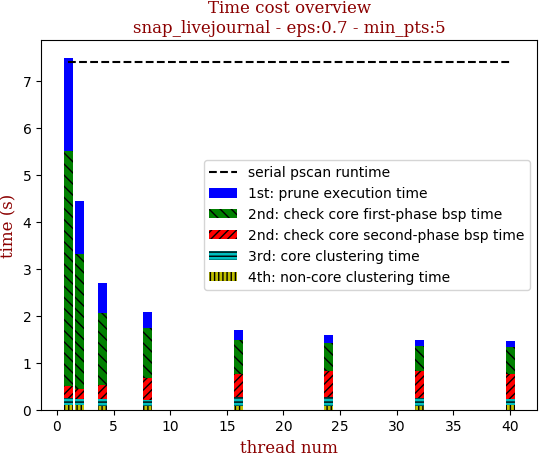 Time cost overview
snap_livejournal - eps:0.7 - min_pts:5
time (s)
7
6
5
4
3
2
1
0
serial pscan runtime
1st: prune execution time
2nd: check core first-phase bsp time
2nd: check core second-phase bsp time
3rd: core clustering time
4th: non-core clustering time
0 5 10 15 20 25 30 35 40
thread num